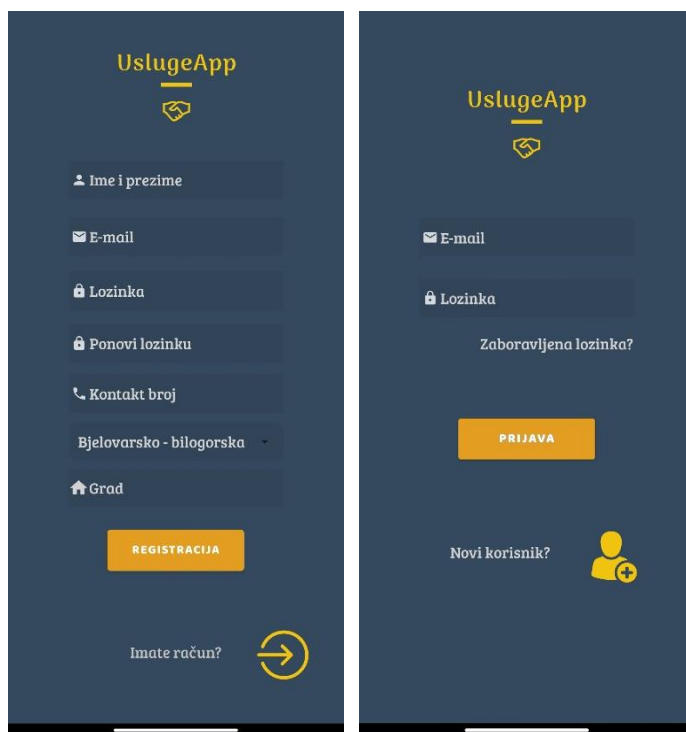 UslugeApp
Ime i prezime
E-mail
Lozinka
Ponovi lozinku
Kontakt broj
Bjelovarsko - bilogorska
Grad
REGISTRACIJA
Imate račun?
UslugeApp
E-mail
Lozinka
Zaboravljena lozinka?
PRIJAVA
Novi korisnik?